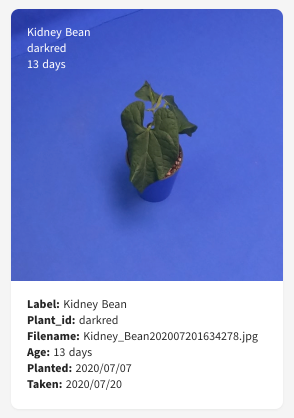 Kidney Bean
darkred
13 days
Label: Kidney Bean
Plant_id: darkred
Filename: Kidney_Bean202007201634278.jpg
Age: 13 days
Planted: 2020/07/07
Taken: 2020/07/20